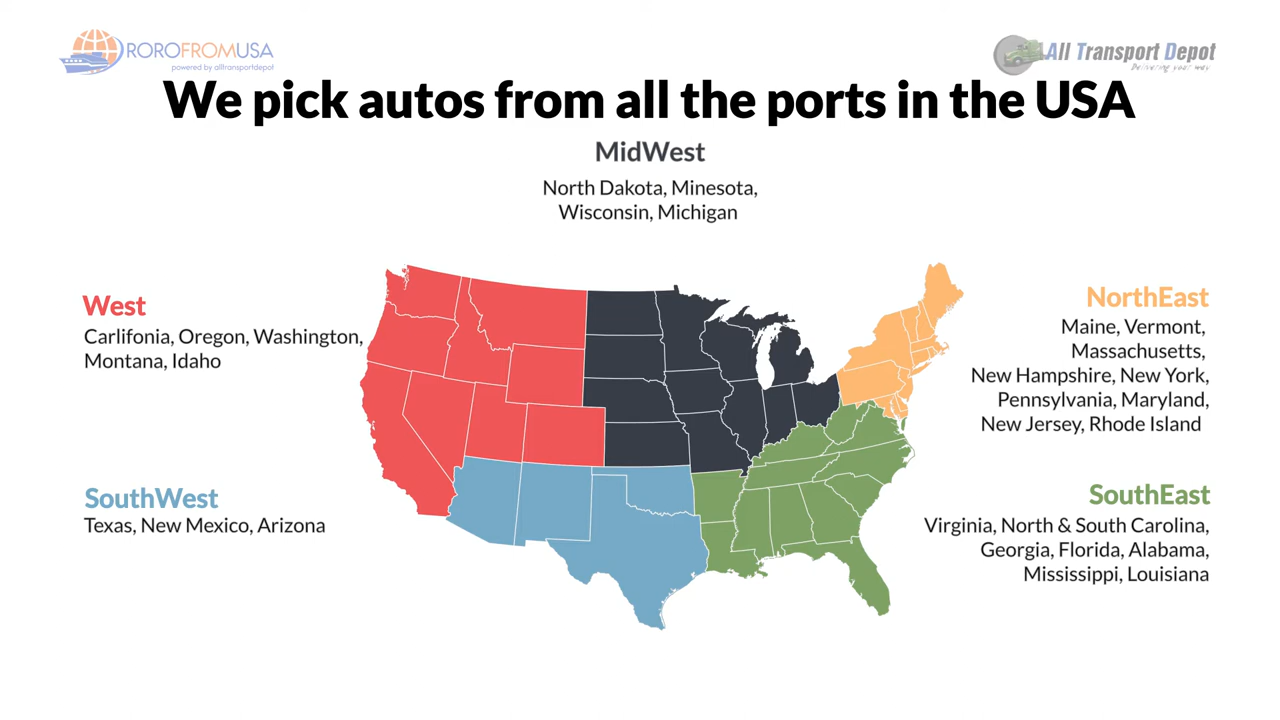 ROROFROMUSA
powered by alltransportdepot
All Transport Depot
Delivering your way
We pick autos from all the ports in the USA
MidWest
North Dakota, Minesota,
Wisconsin, Michigan
West
Carlifonia, Oregon, Washington,
Montana, Idaho
NorthEast
Maine, Vermont,
Massachusetts,
New Hampshire, New York,
Pennsylvania, Maryland,
New Jersey, Rhode Island
SouthWest
Texas, New Mexico, Arizona
SouthEast
Virginia, North & South Carolina,
Georgia, Florida, Alabama,
Mississippi, Louisiana